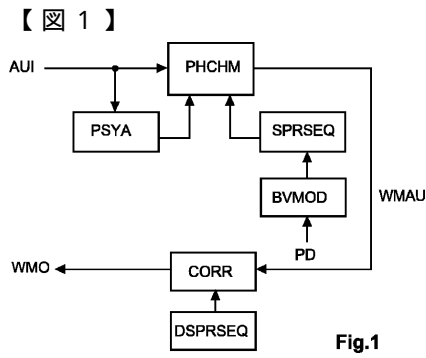 【 図 1 】
AUI
PHCHM
PSYA
SPRSEQ
BVMOD
WMAU
PD
WMO
CORR
DSPRSEQ
Fig.1